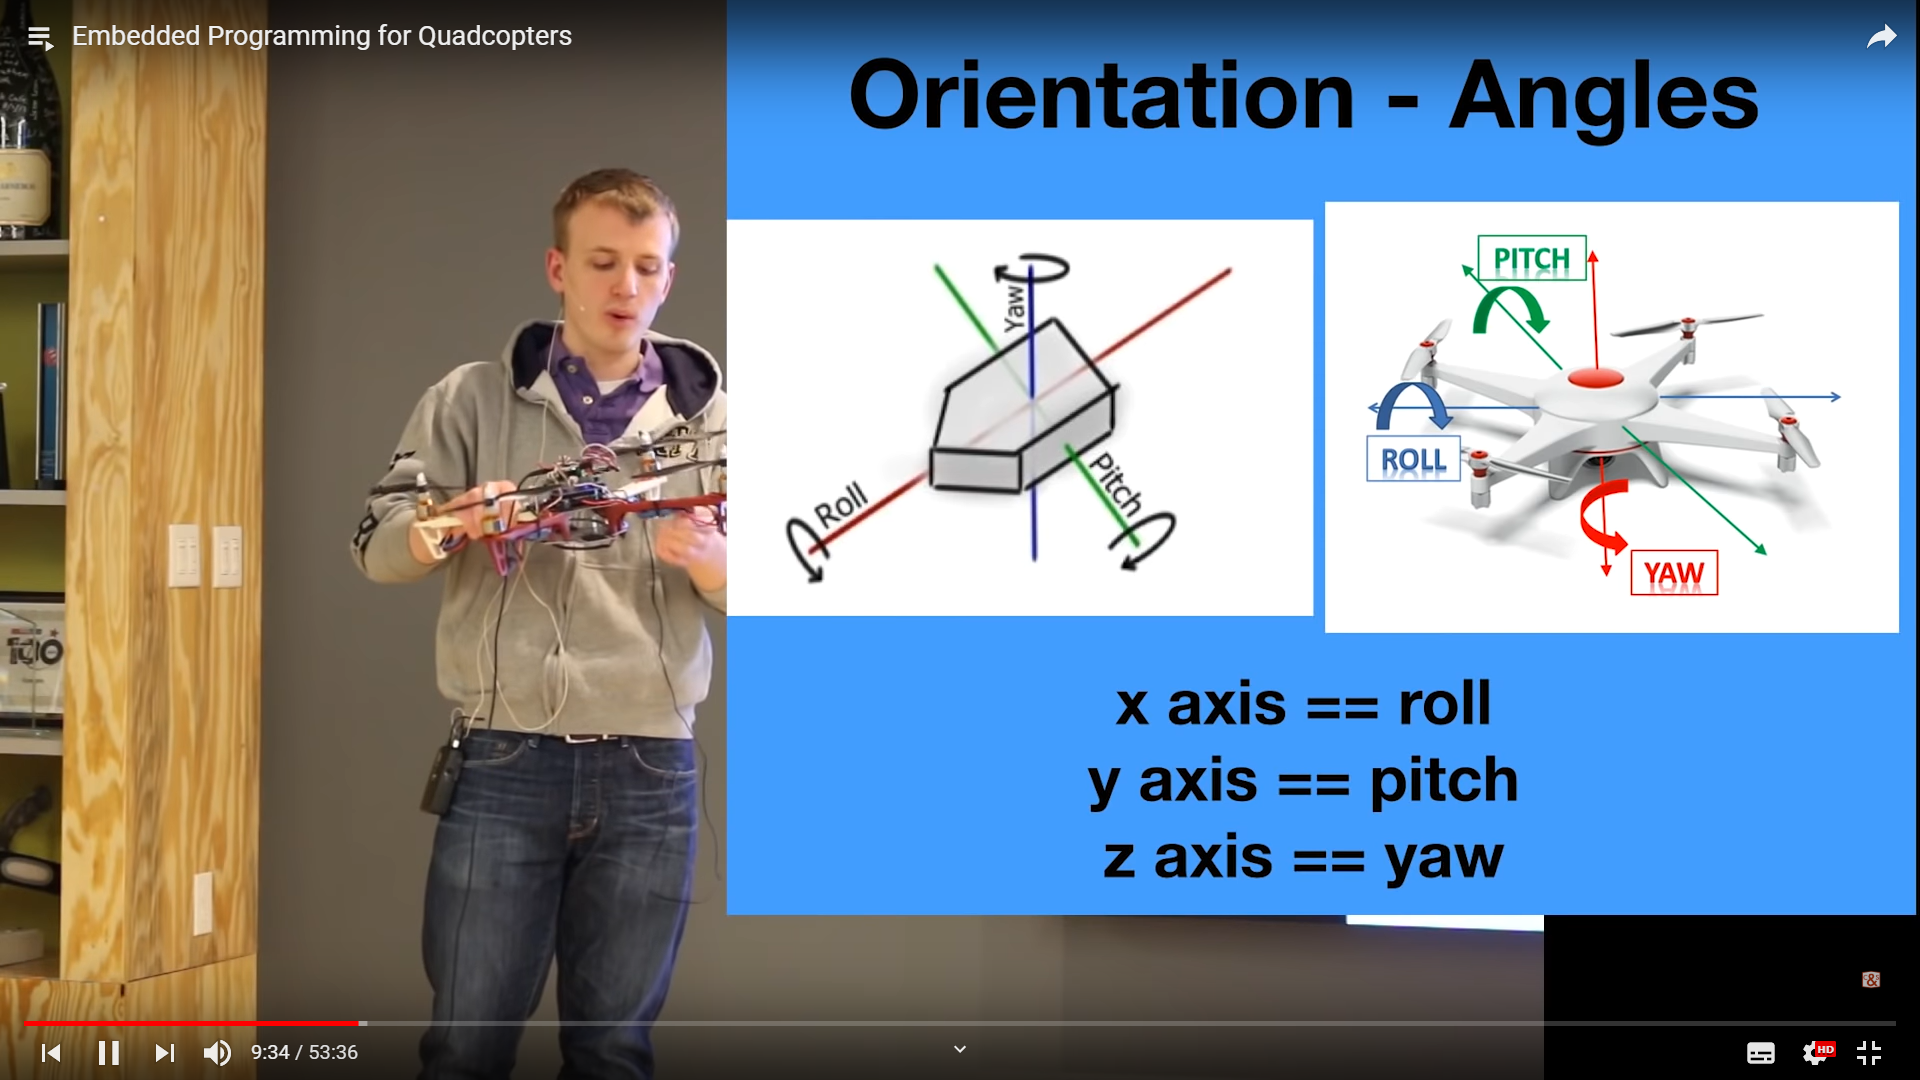 Embedded Programming for Quadcopters
Orientation - Angles
Yaw
Roll
Pitch
PITCH
ROLL
YAW
x axis == roll
y axis == pitch
z axis == yaw
9:34 / 53:36
HD